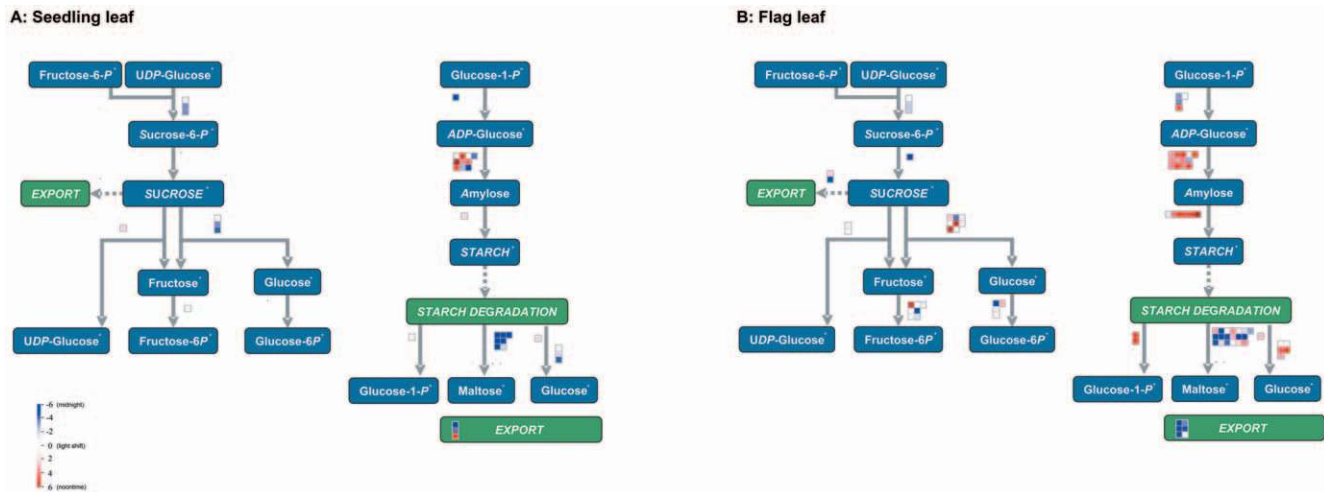 A: Seedling leaf
Fructose-6-P* UDP-Glucose*
Sucrose-6-P*
EXPORT SUCROSE*
Fructose* Glucose*
UDP-Glucose* Fructose-6P* Glucose-6P*
Glucose-1-P*
ADP-Glucose*
Amylose
STARCH*
STARCH DEGRADATION
Glucose-1-P* Maltose* Glucose*
EXPORT
-6 (midnight)
-4
-2
0 (light shift)
2
4
6 (noontime)
B: Flag leaf
Fructose-6-P* UDP-Glucose*
Sucrose-6-P*
EXPORT SUCROSE*
Fructose* Glucose*
UDP-Glucose* Fructose-6P* Glucose-6P*
Glucose-1-P*
ADP-Glucose*
Amylose
STARCH*
STARCH DEGRADATION
Glucose-1-P* Maltose* Glucose*
EXPORT